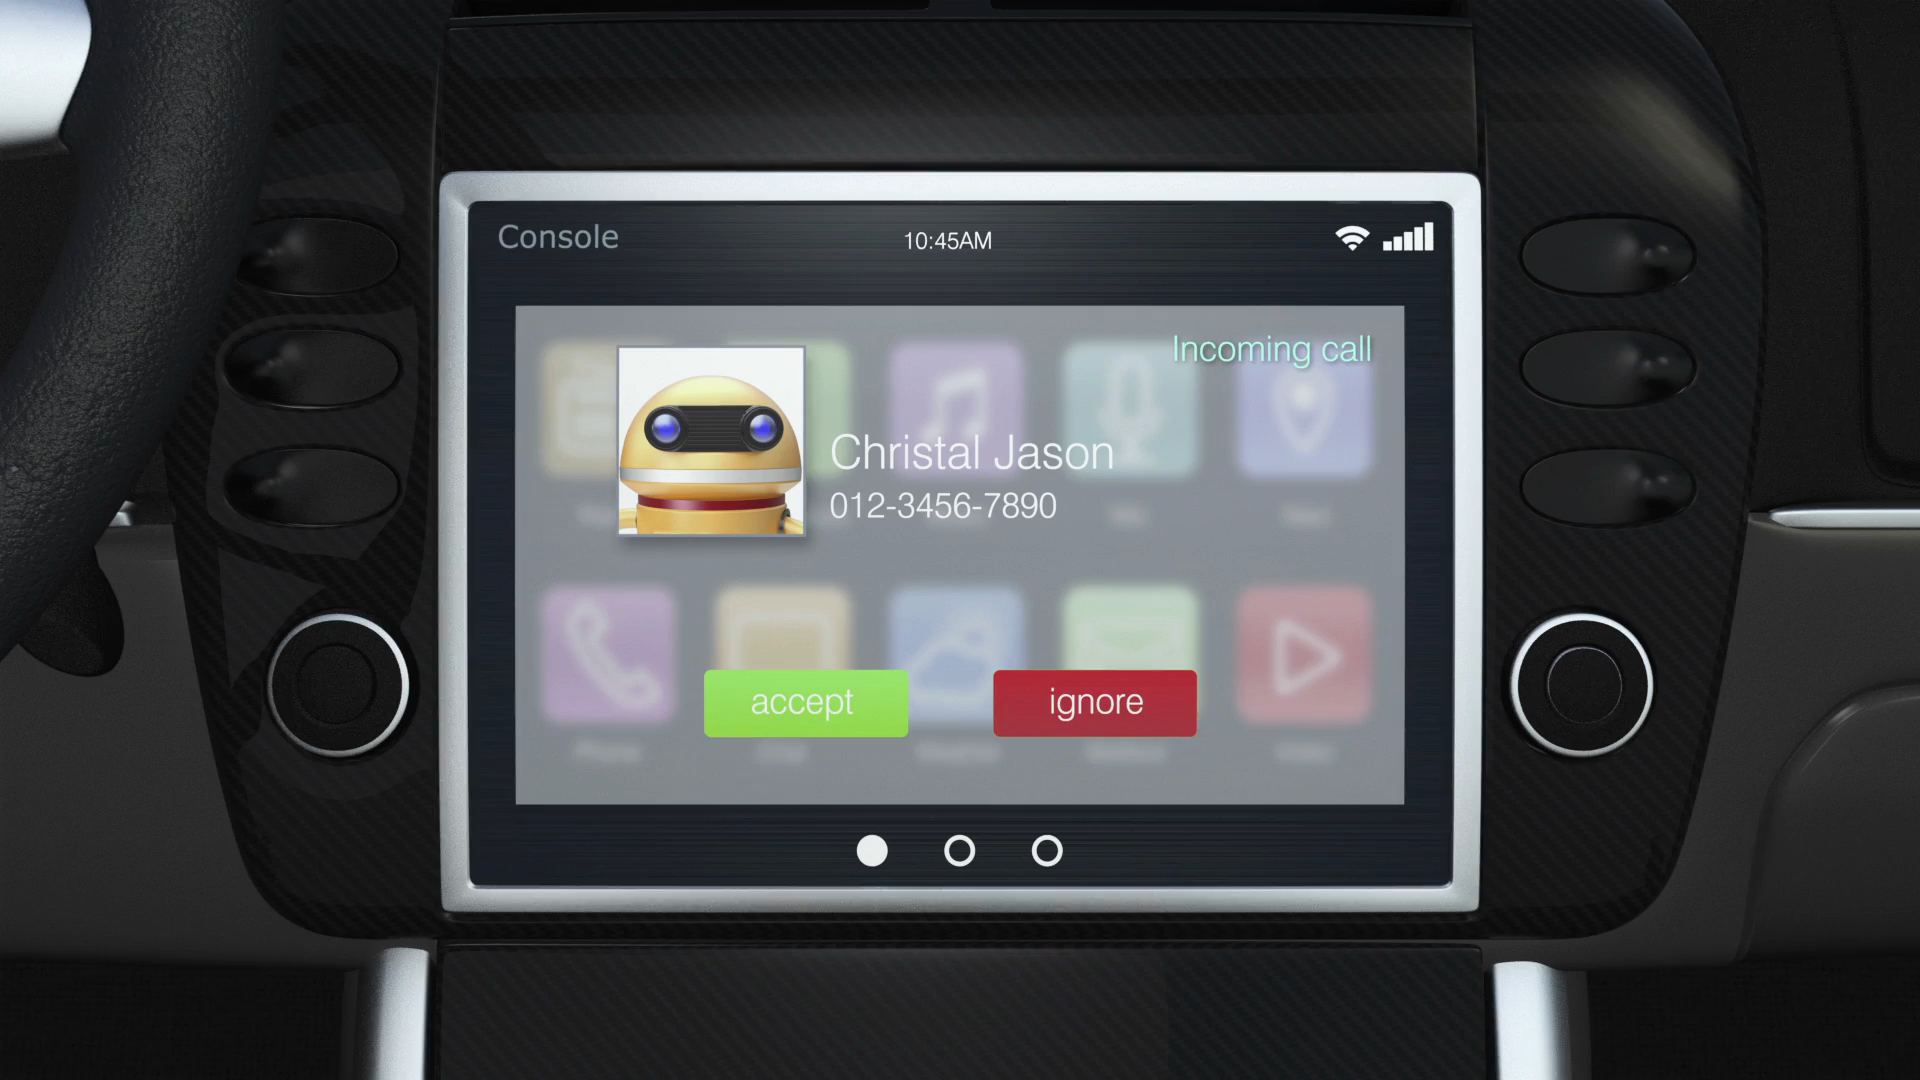 Console
10:45AM
Incoming call
Christal Jason
012-3456-7890
accept
ignore